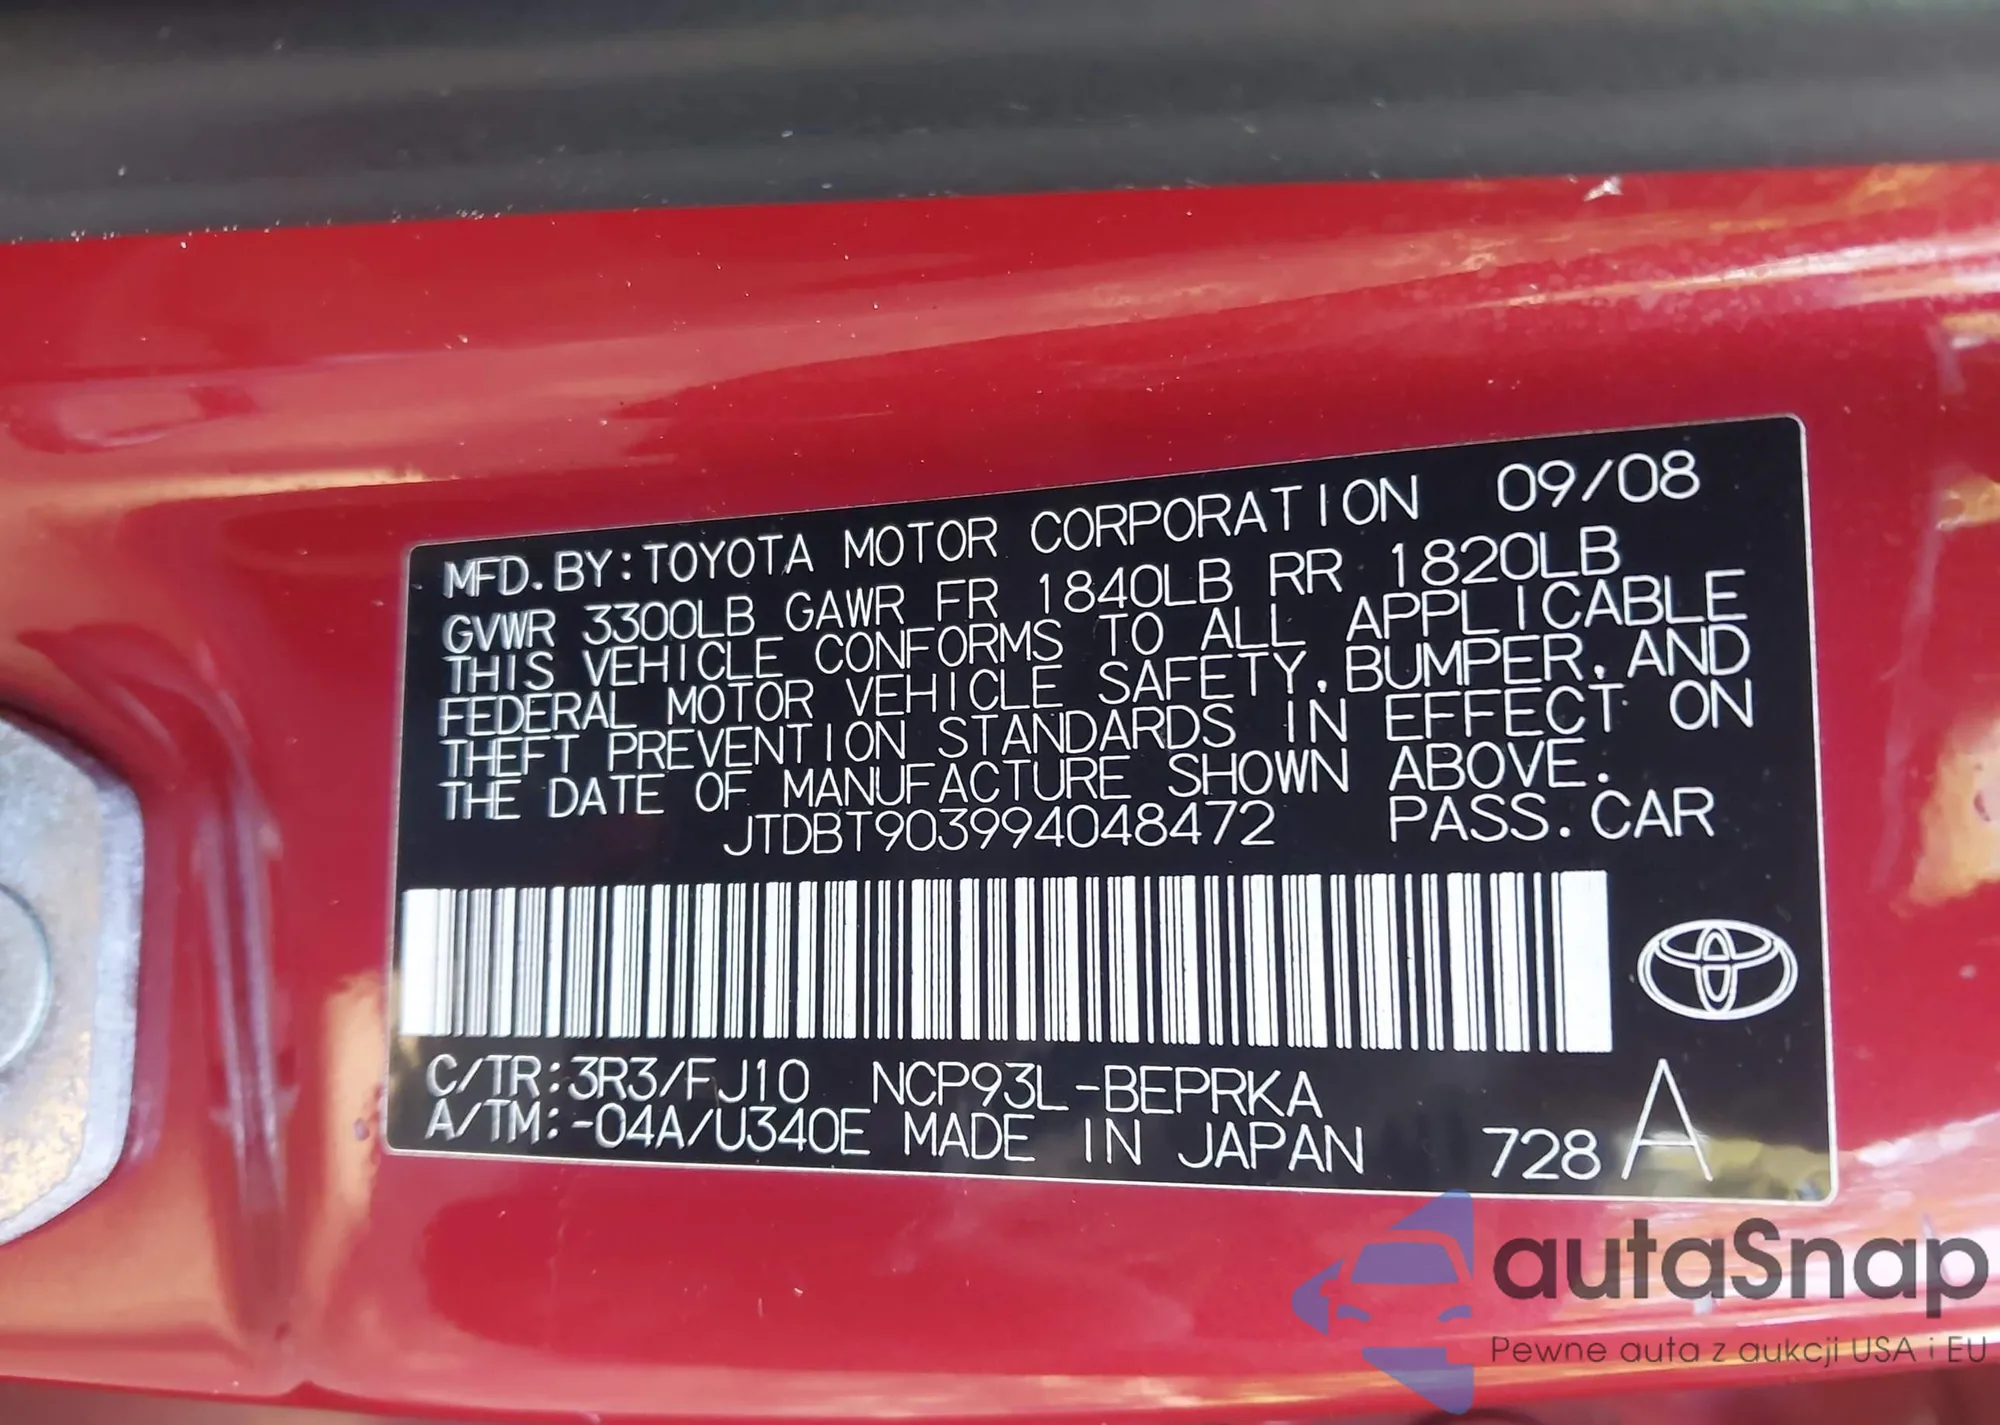 MFD.BY:TOYOTA MOTOR CORPORATION 09/08
GVWR 3300LB GAWR FR 1840LB RR 1820LB
THIS VEHICLE CONFORMS TO ALL APPLICABLE
FEDERAL MOTOR VEHICLE SAFETY, BUMPER, AND
THEFT PREVENTION STANDARDS IN EFFECT ON
THE DATE OF MANUFACTURE SHOWN ABOVE.
JTDBT903994048472 PASS.CAR
C/TR:3R3/FJ10 NCP93L-BEPRKA
A/TM:-04A/U340E MADE IN JAPAN 728 A
autaSnap
Pewne auta z aukcji USA i EU